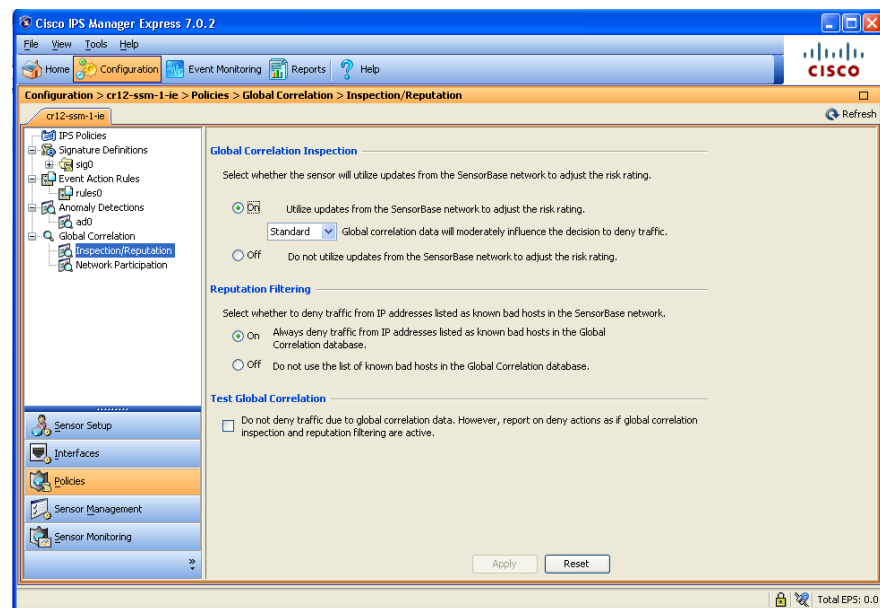 Cisco IPS Manager Express 7.0.2
File View Tools Help
Home Configuration Event Monitoring Reports Help
CISCO
Configuration > cr12-ssm-1-ie > Policies > Global Correlation > Inspection/Reputation
cr12-ssm-1-ie
Refresh
IPS Policies
Signature Definitions
sig0
Event Action Rules
rules0
Anomaly Detections
ad0
Global Correlation
Inspection/Reputation
Network Participation
Sensor Setup
Interfaces
Policies
Sensor Management
Sensor Monitoring
Global Correlation Inspection
Select whether the sensor will utilize updates from the SensorBase network to adjust the risk rating.
On Utilize updates from the SensorBase network to adjust the risk rating.
Standard Global correlation data will moderately influence the decision to deny traffic.
Off Do not utilize updates from the SensorBase network to adjust the risk rating.
Reputation Filtering
Select whether to deny traffic from IP addresses listed as known bad hosts in the SensorBase network.
On Always deny traffic from IP addresses listed as known bad hosts in the Global
Correlation database.
Off Do not use the list of known bad hosts in the Global Correlation database.
Test Global Correlation
Do not deny traffic due to global correlation data. However, report on deny actions as if global correlation
inspection and reputation filtering are active.
Apply Reset
Total EPS: 0.0